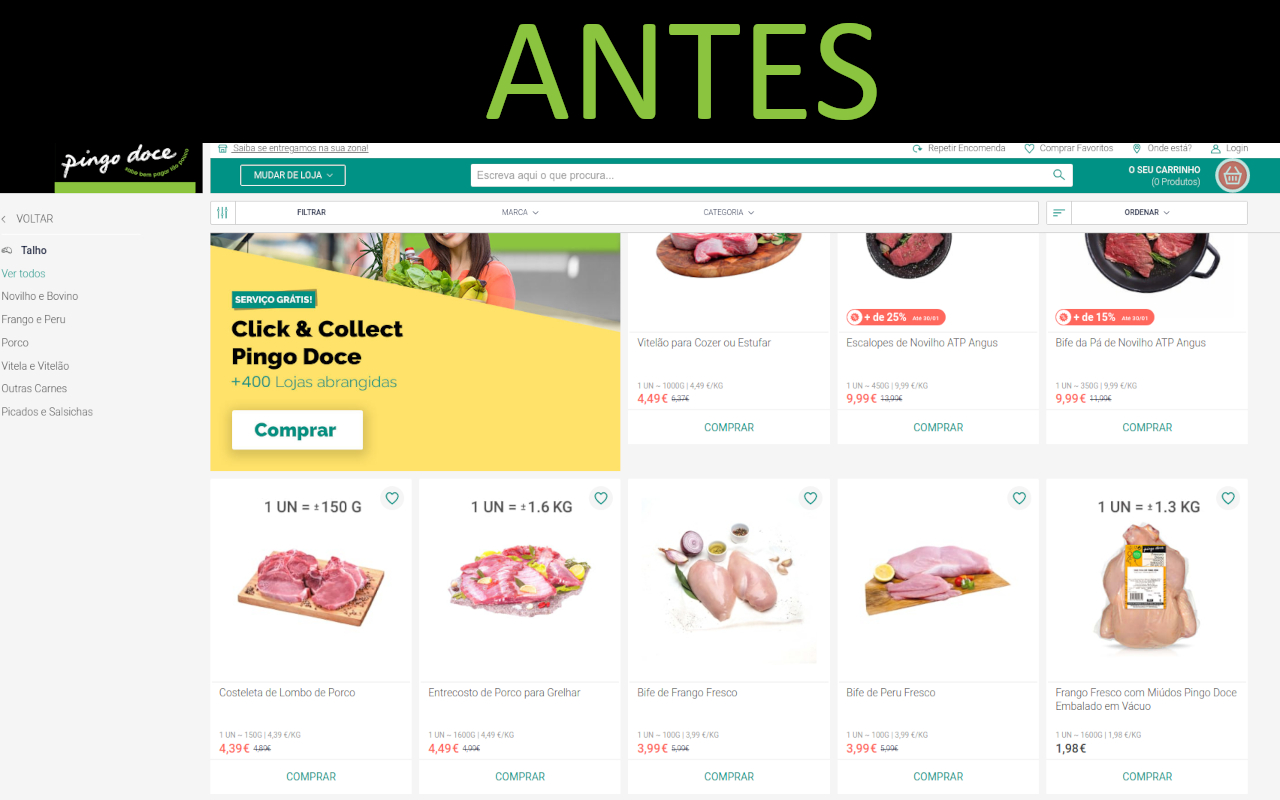 ANTES
pingo doce
sabe bem pagar tão pouco
Saiba se entregamos na sua zona!
Repetir Encomenda
Comprar Favoritos
Onde está?
Login
MUDAR DE LOJA
Escreva aqui o que procura...
O SEU CARRINHO
(0 Produtos)
VOLTAR
Talho
Ver todos
Novilho e Bovino
Frango e Peru
Porco
Vitela e Vitelão
Outras Carnes
Picados e Salsichas
FILTRAR
MARCA
CATEGORIA
ORDENAR
SERVIÇO GRÁTIS!
Click & Collect
Pingo Doce
+400 Lojas abrangidas
Comprar
Vitelão para Cozer ou Estufar
1 UN ~ 1000G | 4,49 €/KG
4,49€ 6,37€
COMPRAR
+ de 25% Até 30/01
Escalopes de Novilho ATP Angus
1 UN ~ 450G | 9,99 €/KG
9,99€ 13,99€
COMPRAR
+ de 15% Até 30/01
Bife da Pá de Novilho ATP Angus
1 UN ~ 350G | 9,99 €/KG
9,99€ 11,99€
COMPRAR
1 UN = ±150 G
Costeleta de Lombo de Porco
1 UN ~ 150G | 4,39 €/KG
4,39€ 4,89€
COMPRAR
1 UN = ±1.6 KG
Entrecosto de Porco para Grelhar
1 UN ~ 1600G | 4,49 €/KG
4,49€ 4,99€
COMPRAR
Bife de Frango Fresco
1 UN ~ 100G | 3,99 €/KG
3,99€ 5,99€
COMPRAR
Bife de Peru Fresco
1 UN ~ 100G | 3,99 €/KG
3,99€ 5,99€
COMPRAR
1 UN = ±1.3 KG
pingo doce
Frango Fresco com Miúdos Pingo Doce
Embalado em Vácuo
1 UN ~ 1600G | 1,98 €/KG
1,98€
COMPRAR